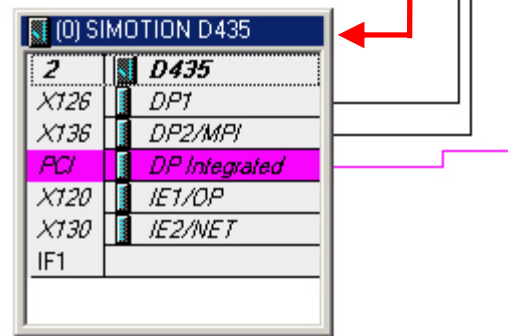 (0) SIMOTION D435
2 D435
X126 DP1
X136 DP2/MPI
PCI DP Integrated
X120 IE1/OP
X130 IE2/NET
IF1